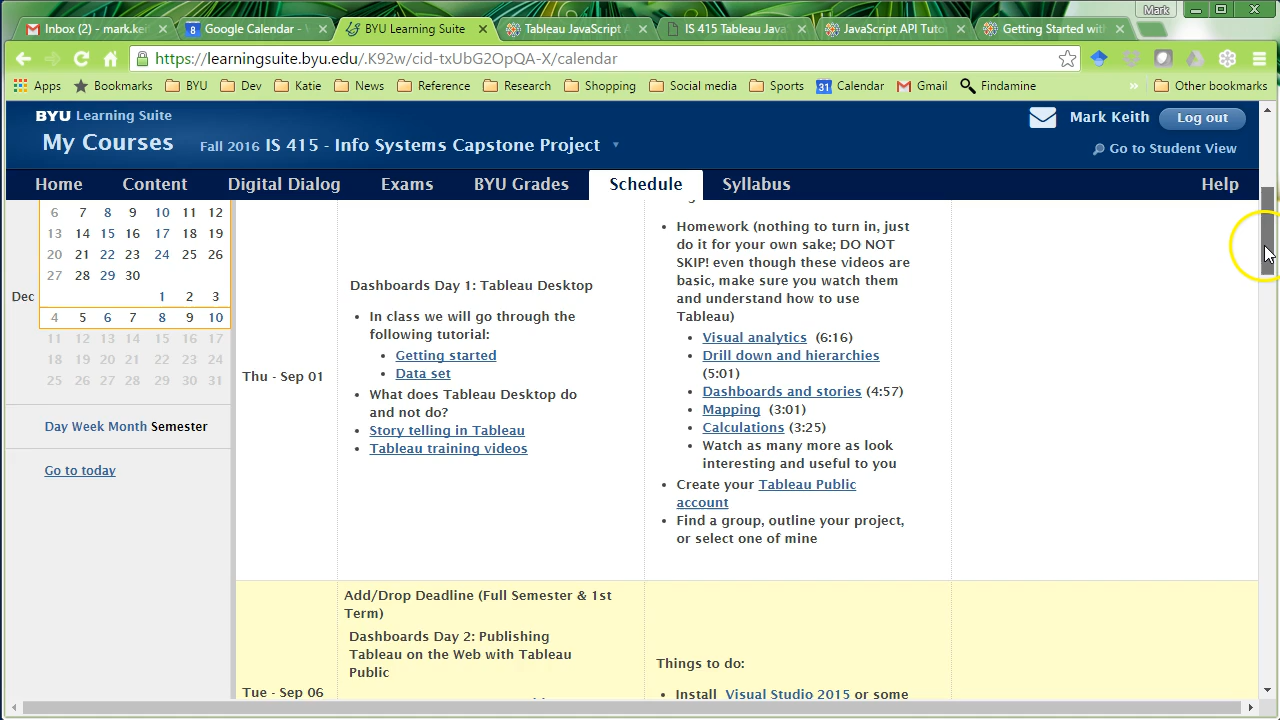 Mark
Inbox (2) - mark.kei
Google Calendar -
BYU Learning Suite
Tableau JavaScript
IS 415 Tableau Java
JavaScript API Tuto
Getting Started wit
https://learningsuite.byu.edu/.K92w/cid-txUbG2OpQA-X/calendar
Apps Bookmarks BYU Dev Katie News Reference Research Shopping Social media Sports 31 Calendar Gmail Findamine » Other bookmarks
BYU Learning Suite
Mark Keith Log out
My Courses Fall 2016 IS 415 - Info Systems Capstone Project
Go to Student View
Home Content Digital Dialog Exams BYU Grades Schedule Syllabus Help
6 7 8 9 10 11 12
13 14 15 16 17 18 19
20 21 22 23 24 25 26
27 28 29 30
Dec 1 2 3
4 5 6 7 8 9 10
11 12 13 14 15 16 17
18 19 20 21 22 23 24
25 26 27 28 29 30 31
Day Week Month Semester
Go to today
Thu - Sep 01
Dashboards Day 1: Tableau Desktop
• In class we will go through the
following tutorial:
• Getting started
• Data set
• What does Tableau Desktop do
and not do?
• Story telling in Tableau
• Tableau training videos
• Homework (nothing to turn in, just
do it for your own sake; DO NOT
SKIP! even though these videos are
basic, make sure you watch them
and understand how to use
Tableau)
• Visual analytics (6:16)
• Drill down and hierarchies
(5:01)
• Dashboards and stories (4:57)
• Mapping (3:01)
• Calculations (3:25)
• Watch as many more as look
interesting and useful to you
• Create your Tableau Public
account
• Find a group, outline your project,
or select one of mine
Tue - Sep 06
Add/Drop Deadline (Full Semester & 1st
Term)
Dashboards Day 2: Publishing
Tableau on the Web with Tableau
Public
Things to do:
• Install Visual Studio 2015 or some